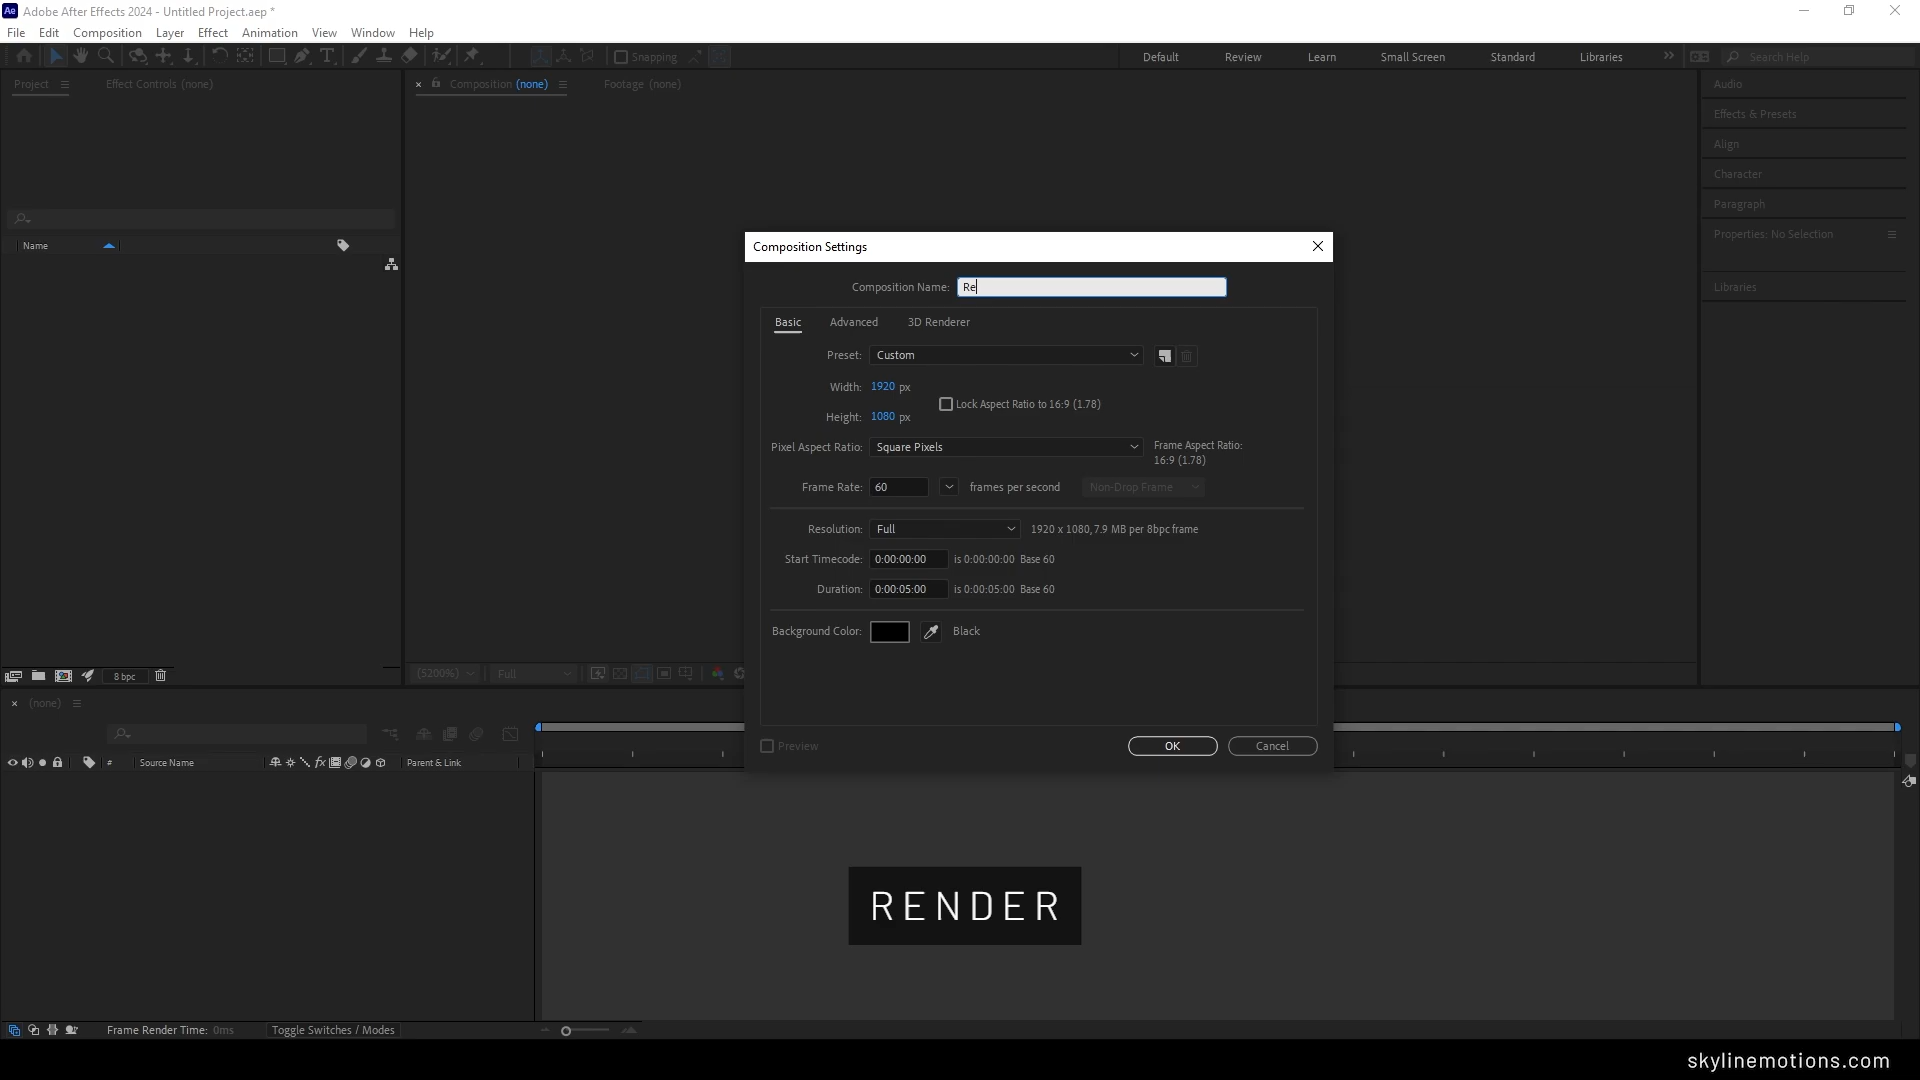 Ae Adobe After Effects 2024 - Untitled Project.aep *
File Edit Composition Layer Effect Animation View Window Help
Snapping Default Review Learn Small Screen Standard Libraries Search Help
Project Effect Controls (none) Composition (none) Footage (none)
Audio
Effects & Presets
Align
Character
Paragraph
Properties: No Selection
Libraries
Name
Composition Settings
Composition Name: Re
Basic Advanced 3D Renderer
Preset: Custom
Width: 1920 px
Lock Aspect Ratio to 16:9 (1.78)
Height: 1080 px
Pixel Aspect Ratio: Square Pixels
Frame Aspect Ratio:
16:9 (1.78)
Frame Rate: 60 frames per second Non-Drop Frame
Resolution: Full 1920 x 1080, 7.9 MB per 8bpc frame
Start Timecode: 0:00:00:00 is 0:00:00:00 Base 60
Duration: 0:00:05:00 is 0:00:05:00 Base 60
Background Color: Black
Preview OK Cancel
8 bpc (5200%) Full
(none)
# Source Name fx Parent & Link
RENDER
Frame Render Time: 0ms Toggle Switches / Modes
skylinemotions.com